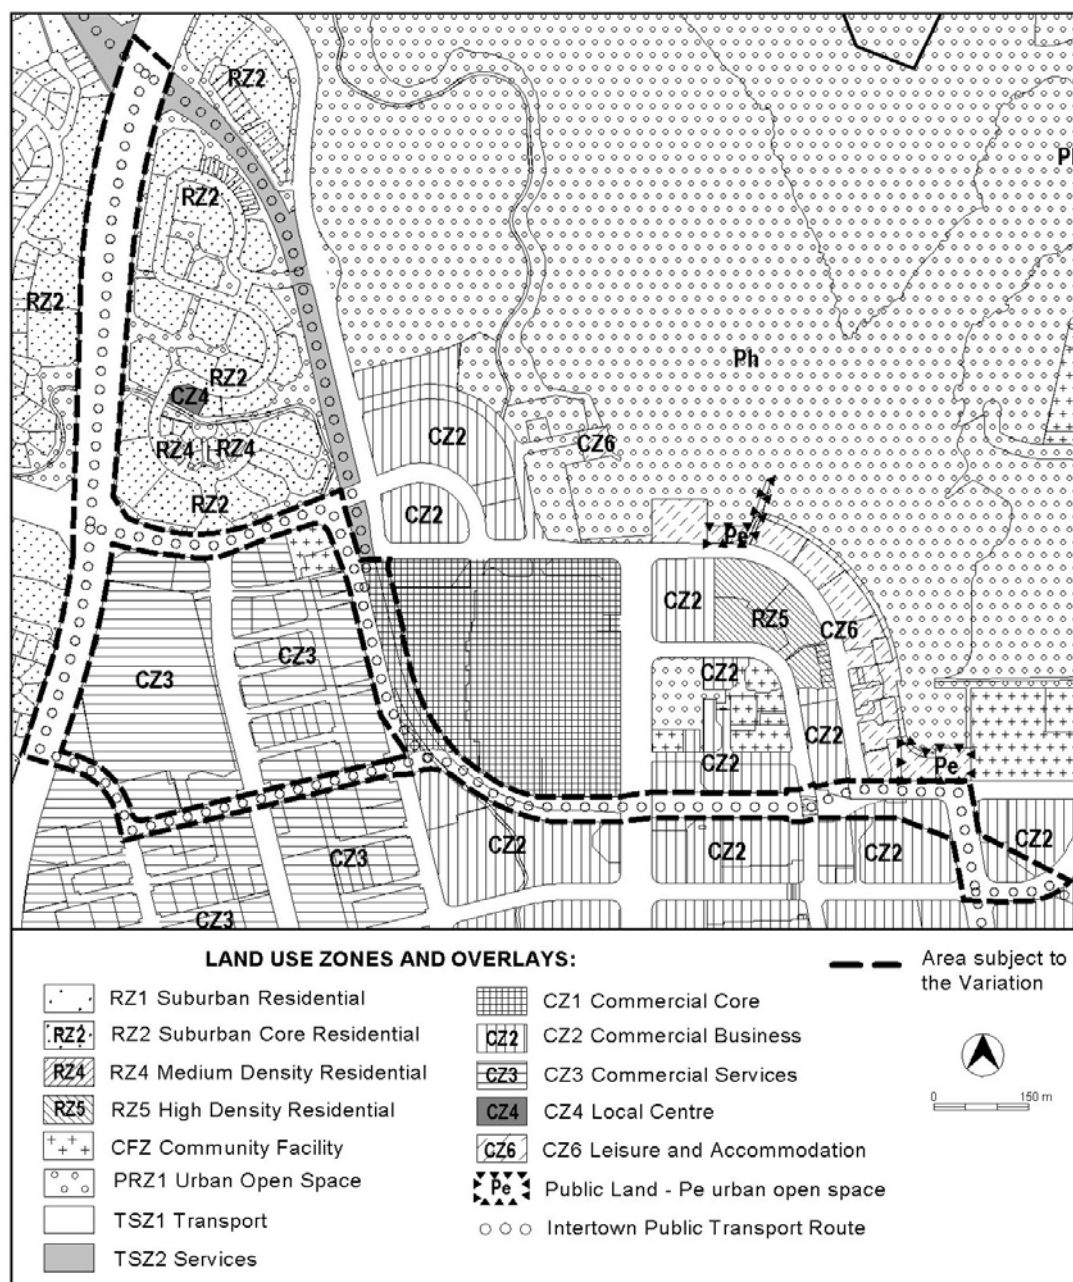 RZ2
RZ2
RZ2
Ph
Ph
RZ2
CZ4
RZ4
RZ4
RZ2
CZ2
CZ6
CZ2
Pe
CZ2
RZ5
CZ6
CZ3
CZ3
CZ2
CZ2
CZ2
Pe
CZ3
CZ2
CZ2
CZ2
CZ2
CZ3
LAND USE ZONES AND OVERLAYS:
RZ1 Suburban Residential
RZ2 RZ2 Suburban Core Residential
RZ4 RZ4 Medium Density Residential
RZ5 RZ5 High Density Residential
CFZ Community Facility
PRZ1 Urban Open Space
TSZ1 Transport
TSZ2 Services
CZ1 Commercial Core
CZ2 CZ2 Commercial Business
CZ3 CZ3 Commercial Services
CZ4 CZ4 Local Centre
CZ6 CZ6 Leisure and Accommodation
Pe Public Land - Pe urban open space
Intertown Public Transport Route
Area subject to
the Variation
0 150 m